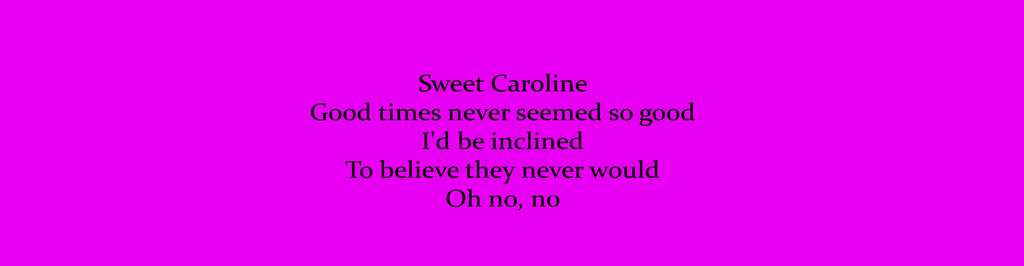 Sweet Caroline
Good times never seemed so good
I'd be inclined
To believe they never would
Oh no, no